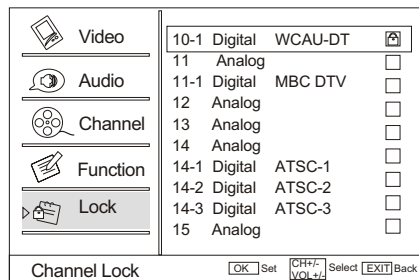 Video
Audio
Channel
Function
Lock
10-1 Digital WCAU-DT
11 Analog
11-1 Digital MBC DTV
12 Analog
13 Analog
14 Analog
14-1 Digital ATSC-1
14-2 Digital ATSC-2
14-3 Digital ATSC-3
15 Analog
Channel Lock
OK Set CH+/- VOL+/- Select EXIT Back